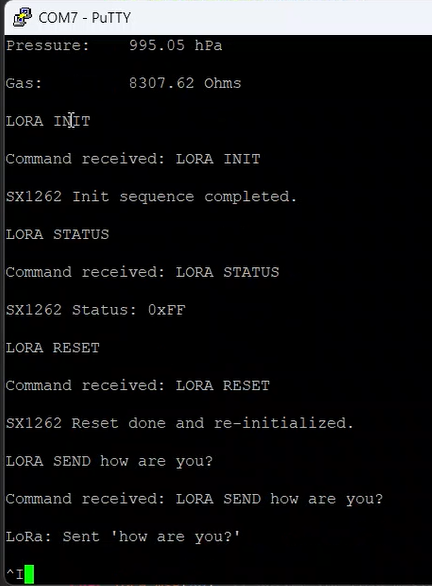 COM7 - PuTTY
Pressure: 995.05 hPa
Gas: 8307.62 Ohms
LORA INIT
Command received: LORA INIT
SX1262 Init sequence completed.
LORA STATUS
Command received: LORA STATUS
SX1262 Status: 0xFF
LORA RESET
Command received: LORA RESET
SX1262 Reset done and re-initialized.
LORA SEND how are you?
Command received: LORA SEND how are you?
LoRa: Sent 'how are you?'
^I